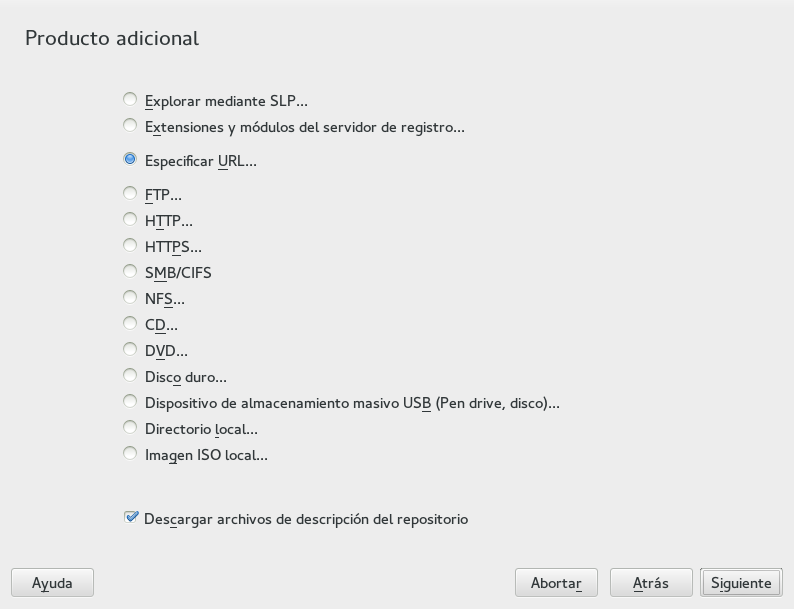 Producto adicional
Explorar mediante SLP...
Extensiones y módulos del servidor de registro...
Especificar URL...
FTP...
HTTP...
HTTPS...
SMB/CIFS
NFS...
CD...
DVD...
Disco duro...
Dispositivo de almacenamiento masivo USB (Pen drive, disco)...
Directorio local...
Imagen ISO local...
Descargar archivos de descripción del repositorio
Ayuda Abortar Atrás Siguiente